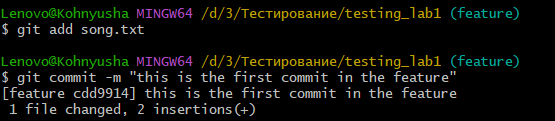 Lenovo@Kohnyusha MINGW64 /d/3/Тестирование/testing_lab1 (feature)
$ git add song.txt
Lenovo@Kohnyusha MINGW64 /d/3/Тестирование/testing_lab1 (feature)
$ git commit -m "this is the first commit in the feature"
[feature cdd9914] this is the first commit in the feature
1 file changed, 2 insertions(+)